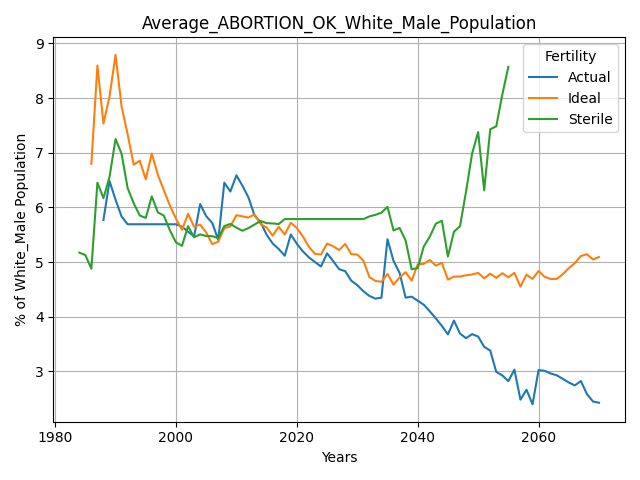 Average_ABORTION_OK_White_Male_Population
Fertility
Actual
Ideal
Sterile
% of White_Male Population
9
8
7
6
5
4
3
1980
2000
2020
2040
2060
Years